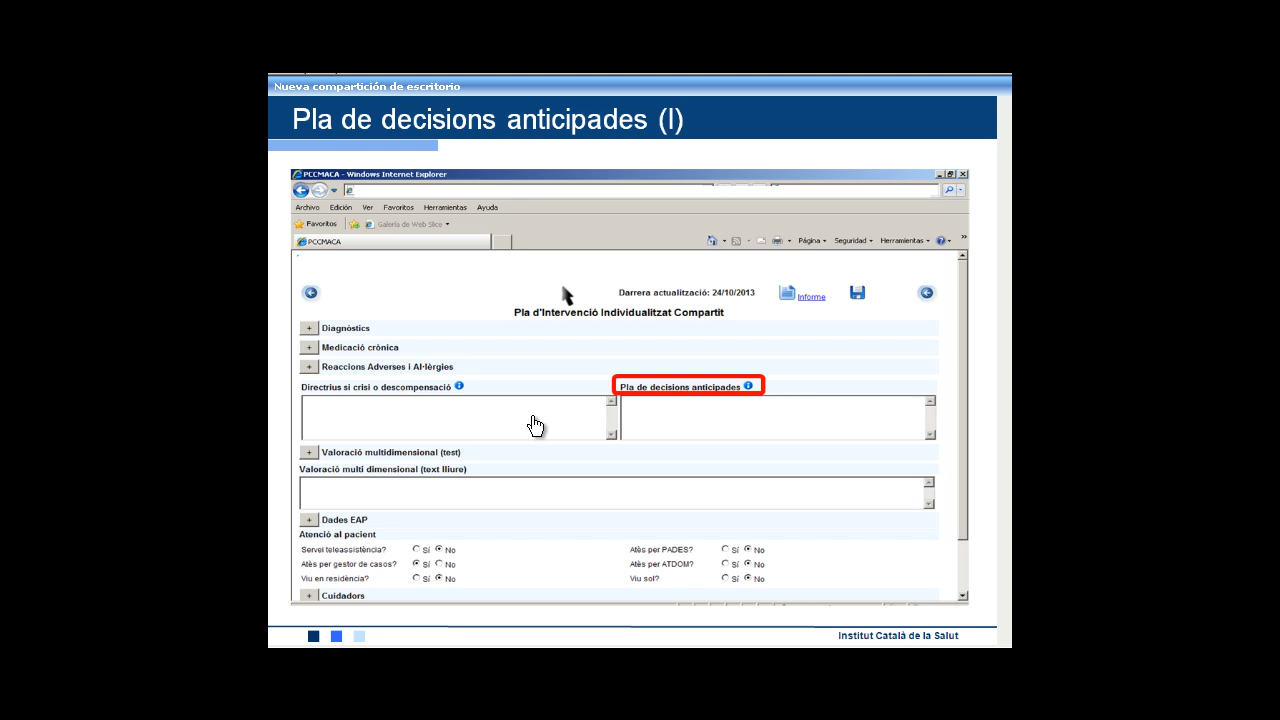 Nueva compartición de escritorio
Pla de decisions anticipades (I)
PCCMACA - Windows Internet Explorer
Archivo Edición Ver Favoritos Herramientas Ayuda
Favoritos Galería de Web Slice
PCCMACA Página Seguridad Herramientas
Darrera actualització: 24/10/2013 Informe
Pla d'Intervenció Individualitzat Compartit
+ Diagnòstics
+ Medicació crònica
+ Reaccions Adverses i Al·lèrgies
Directrius si crisi o descompensació Pla de decisions anticipades
+ Valoració multidimensional (test)
Valoració multi dimensional (text lliure)
+ Dades EAP
Atenció al pacient
Servei teleassistència? Sí No Atès per PADES? Sí No
Atès per gestor de casos? Sí No Atès per ATDOM? Sí No
Viu en residència? Sí No Viu sol? Sí No
+ Cuidadors
Institut Català de la Salut